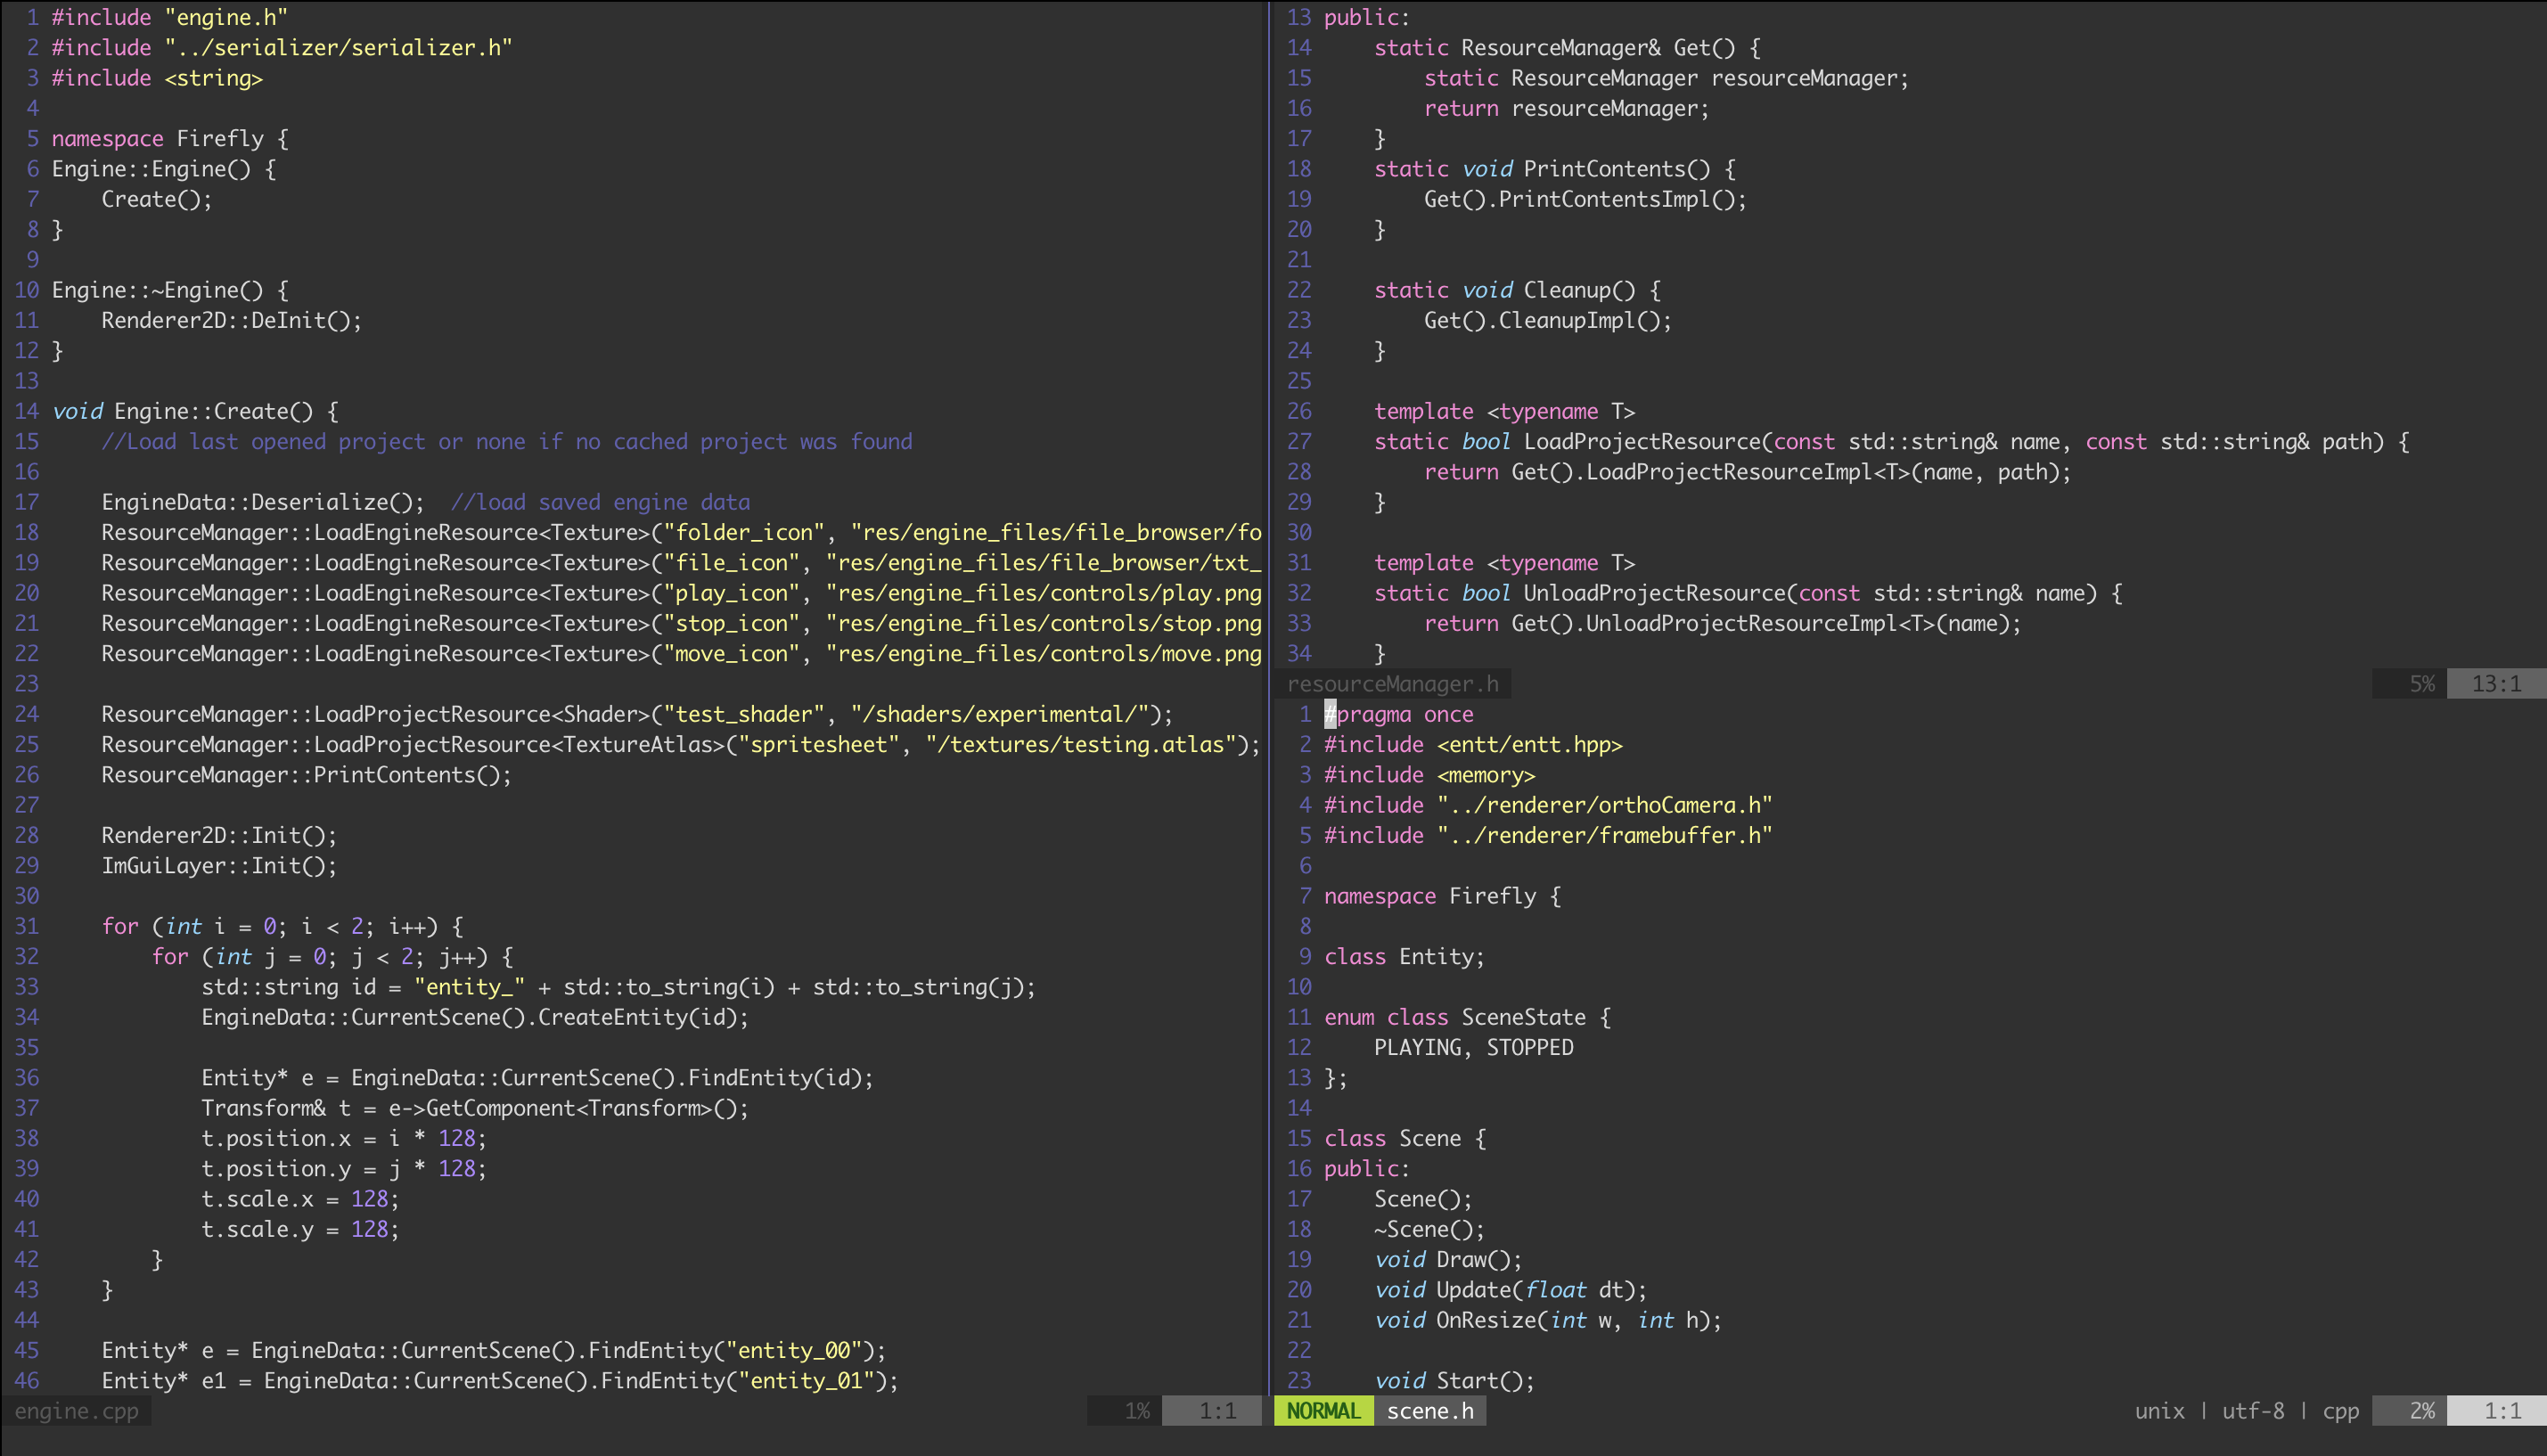 1 #include "engine.h"
2 #include "../serializer/serializer.h"
3 #include <string>
4
5 namespace Firefly {
6 Engine::Engine() {
7     Create();
8 }
9
10 Engine::~Engine() {
11     Renderer2D::DeInit();
12 }
13
14 void Engine::Create() {
15     //Load last opened project or none if no cached project was found
16
17     EngineData::Deserialize();  //load saved engine data
18     ResourceManager::LoadEngineResource<Texture>("folder_icon", "res/engine_files/file_browser/fo
19     ResourceManager::LoadEngineResource<Texture>("file_icon", "res/engine_files/file_browser/txt_
20     ResourceManager::LoadEngineResource<Texture>("play_icon", "res/engine_files/controls/play.png
21     ResourceManager::LoadEngineResource<Texture>("stop_icon", "res/engine_files/controls/stop.png
22     ResourceManager::LoadEngineResource<Texture>("move_icon", "res/engine_files/controls/move.png
23
24     ResourceManager::LoadProjectResource<Shader>("test_shader", "/shaders/experimental/");
25     ResourceManager::LoadProjectResource<TextureAtlas>("spritesheet", "/textures/testing.atlas");
26     ResourceManager::PrintContents();
27
28     Renderer2D::Init();
29     ImGuiLayer::Init();
30
31     for (int i = 0; i < 2; i++) {
32         for (int j = 0; j < 2; j++) {
33             std::string id = "entity_" + std::to_string(i) + std::to_string(j);
34             EngineData::CurrentScene().CreateEntity(id);
35
36             Entity* e = EngineData::CurrentScene().FindEntity(id);
37             Transform& t = e->GetComponent<Transform>();
38             t.position.x = i * 128;
39             t.position.y = j * 128;
40             t.scale.x = 128;
41             t.scale.y = 128;
42         }
43     }
44
45     Entity* e = EngineData::CurrentScene().FindEntity("entity_00");
46     Entity* e1 = EngineData::CurrentScene().FindEntity("entity_01");
engine.cpp 1% 1:1
13 public:
14     static ResourceManager& Get() {
15         static ResourceManager resourceManager;
16         return resourceManager;
17     }
18     static void PrintContents() {
19         Get().PrintContentsImpl();
20     }
21
22     static void Cleanup() {
23         Get().CleanupImpl();
24     }
25
26     template <typename T>
27     static bool LoadProjectResource(const std::string& name, const std::string& path) {
28         return Get().LoadProjectResourceImpl<T>(name, path);
29     }
30
31     template <typename T>
32     static bool UnloadProjectResource(const std::string& name) {
33         return Get().UnloadProjectResourceImpl<T>(name);
34     }
resourceManager.h 5% 13:1
1 #pragma once
2 #include <entt/entt.hpp>
3 #include <memory>
4 #include "../renderer/orthoCamera.h"
5 #include "../renderer/framebuffer.h"
6
7 namespace Firefly {
8
9 class Entity;
10
11 enum class SceneState {
12     PLAYING, STOPPED
13 };
14
15 class Scene {
16 public:
17     Scene();
18     ~Scene();
19     void Draw();
20     void Update(float dt);
21     void OnResize(int w, int h);
22
23     void Start();
NORMAL scene.h unix | utf-8 | cpp 2% 1:1